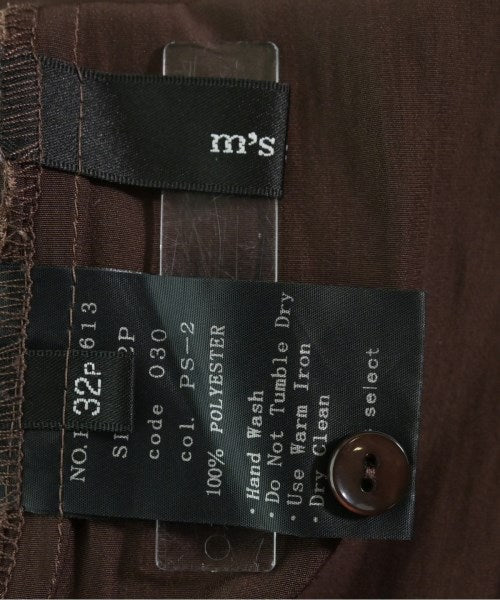 m's
32P
NO.
613
2P
code 030
col. PS-2
100% POLYESTER
· Hand Wash
· Do Not Tumble Dry
· Use Warm Iron
· Dry Clean
select